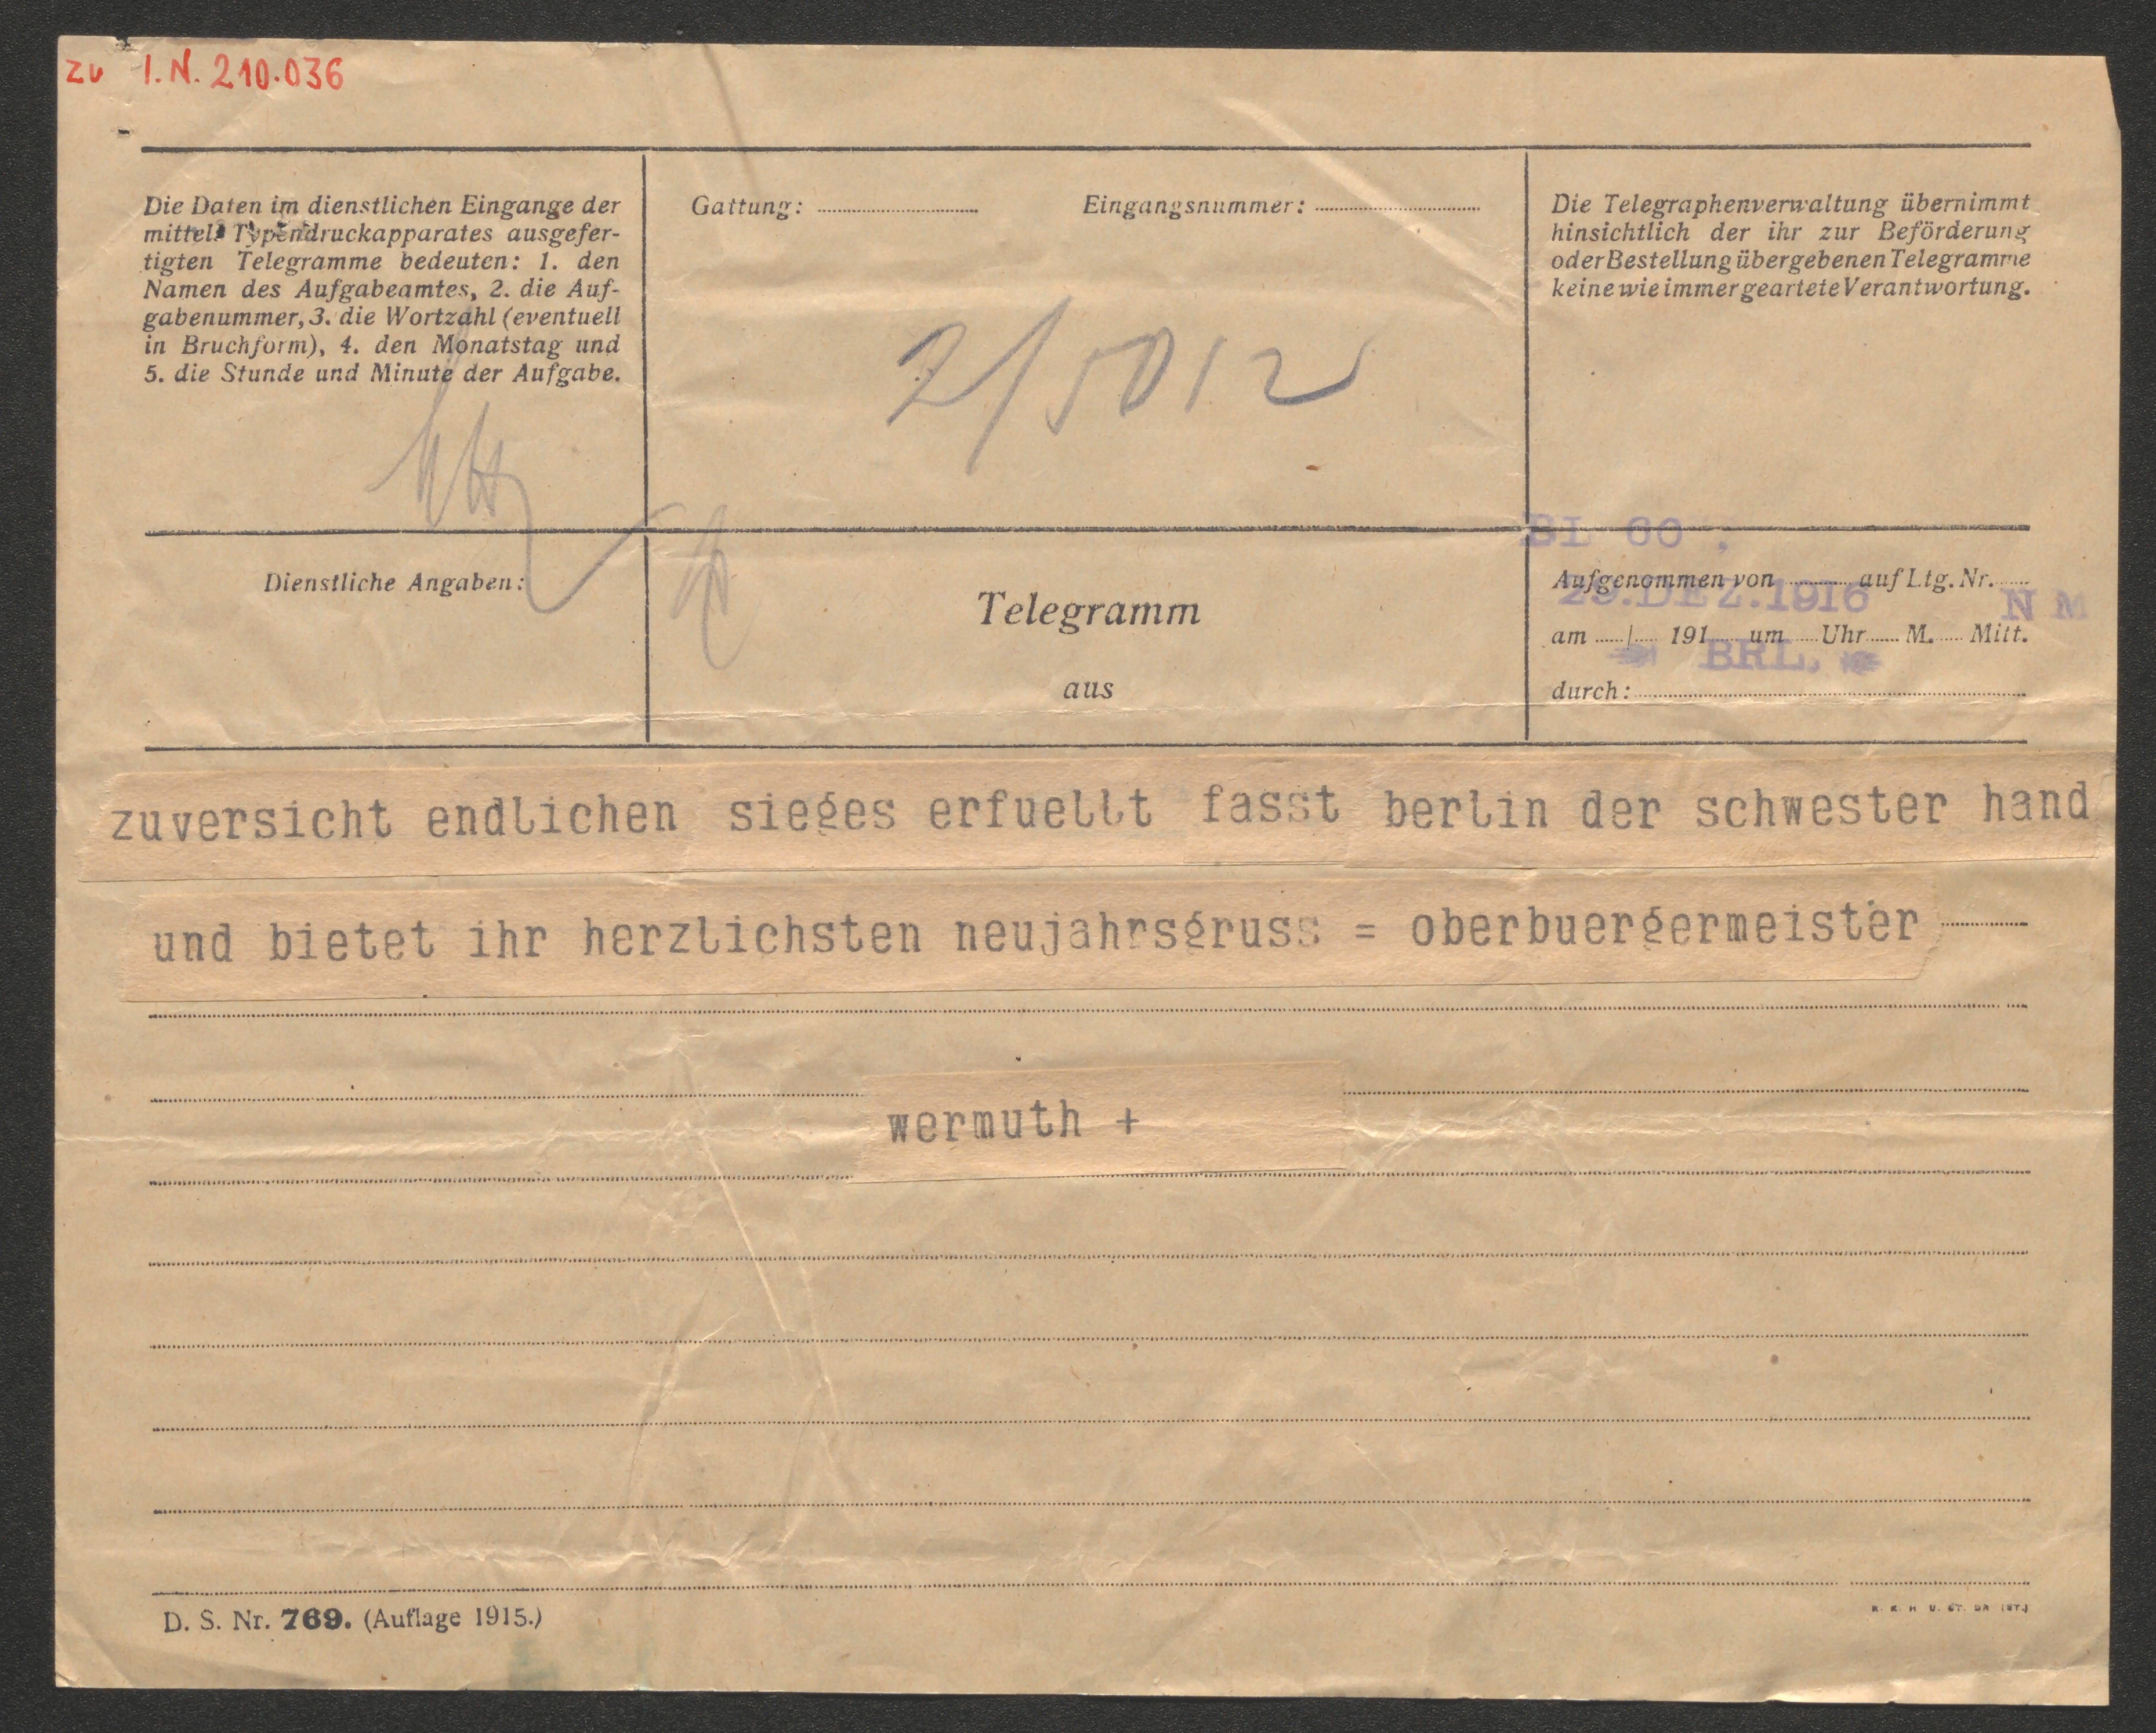 zu I.N. 210.036
Die Daten im dienstlichen Eingange der
mittels Typendruckapparates ausgefer-
tigten Telegramme bedeuten: 1. den
Namen des Aufgabeamtes, 2. die Auf-
gabenummer, 3. die Wortzahl (eventuell
in Bruchform), 4. den Monatstag und
5. die Stunde und Minute der Aufgabe.
Gattung:
Eingangsnummer:
2/5012
Die Telegraphenverwaltung übernimmt
hinsichtlich der ihr zur Beförderung
oder Bestellung übergebenen Telegramme
keine wie immer geartete Verantwortung.
Dienstliche Angaben:
Telegramm
aus
BI 60
Aufgenommen von auf Ltg. Nr.
29. DEZ. 1916 N M
am / 191 um Uhr M. Mitt.
BRL.
durch:
zuversicht endlichen sieges erfuellt fasst berlin der schwester hand
und bietet ihr herzlichsten neujahrsgruss = oberbuergermeister
wermuth +
D. S. Nr. 769. (Auflage 1915.)